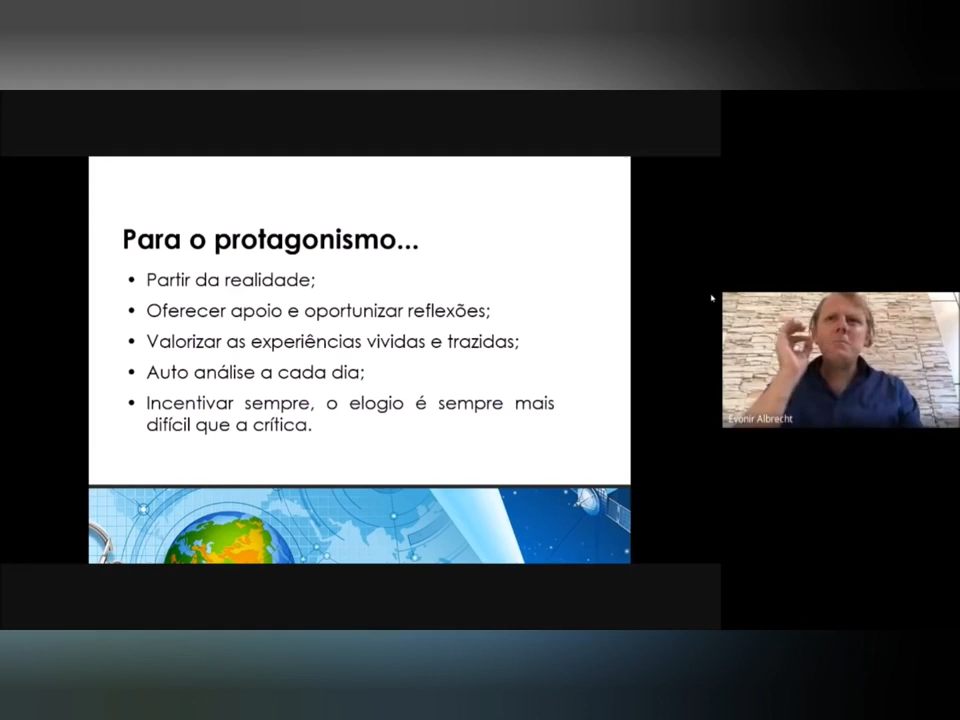 Para o protagonismo...
• Partir da realidade;
• Oferecer apoio e oportunizar reflexões;
• Valorizar as experiências vividas e trazidas;
• Auto análise a cada dia;
• Incentivar sempre, o elogio é sempre mais
difícil que a crítica.
Evonir Albrecht